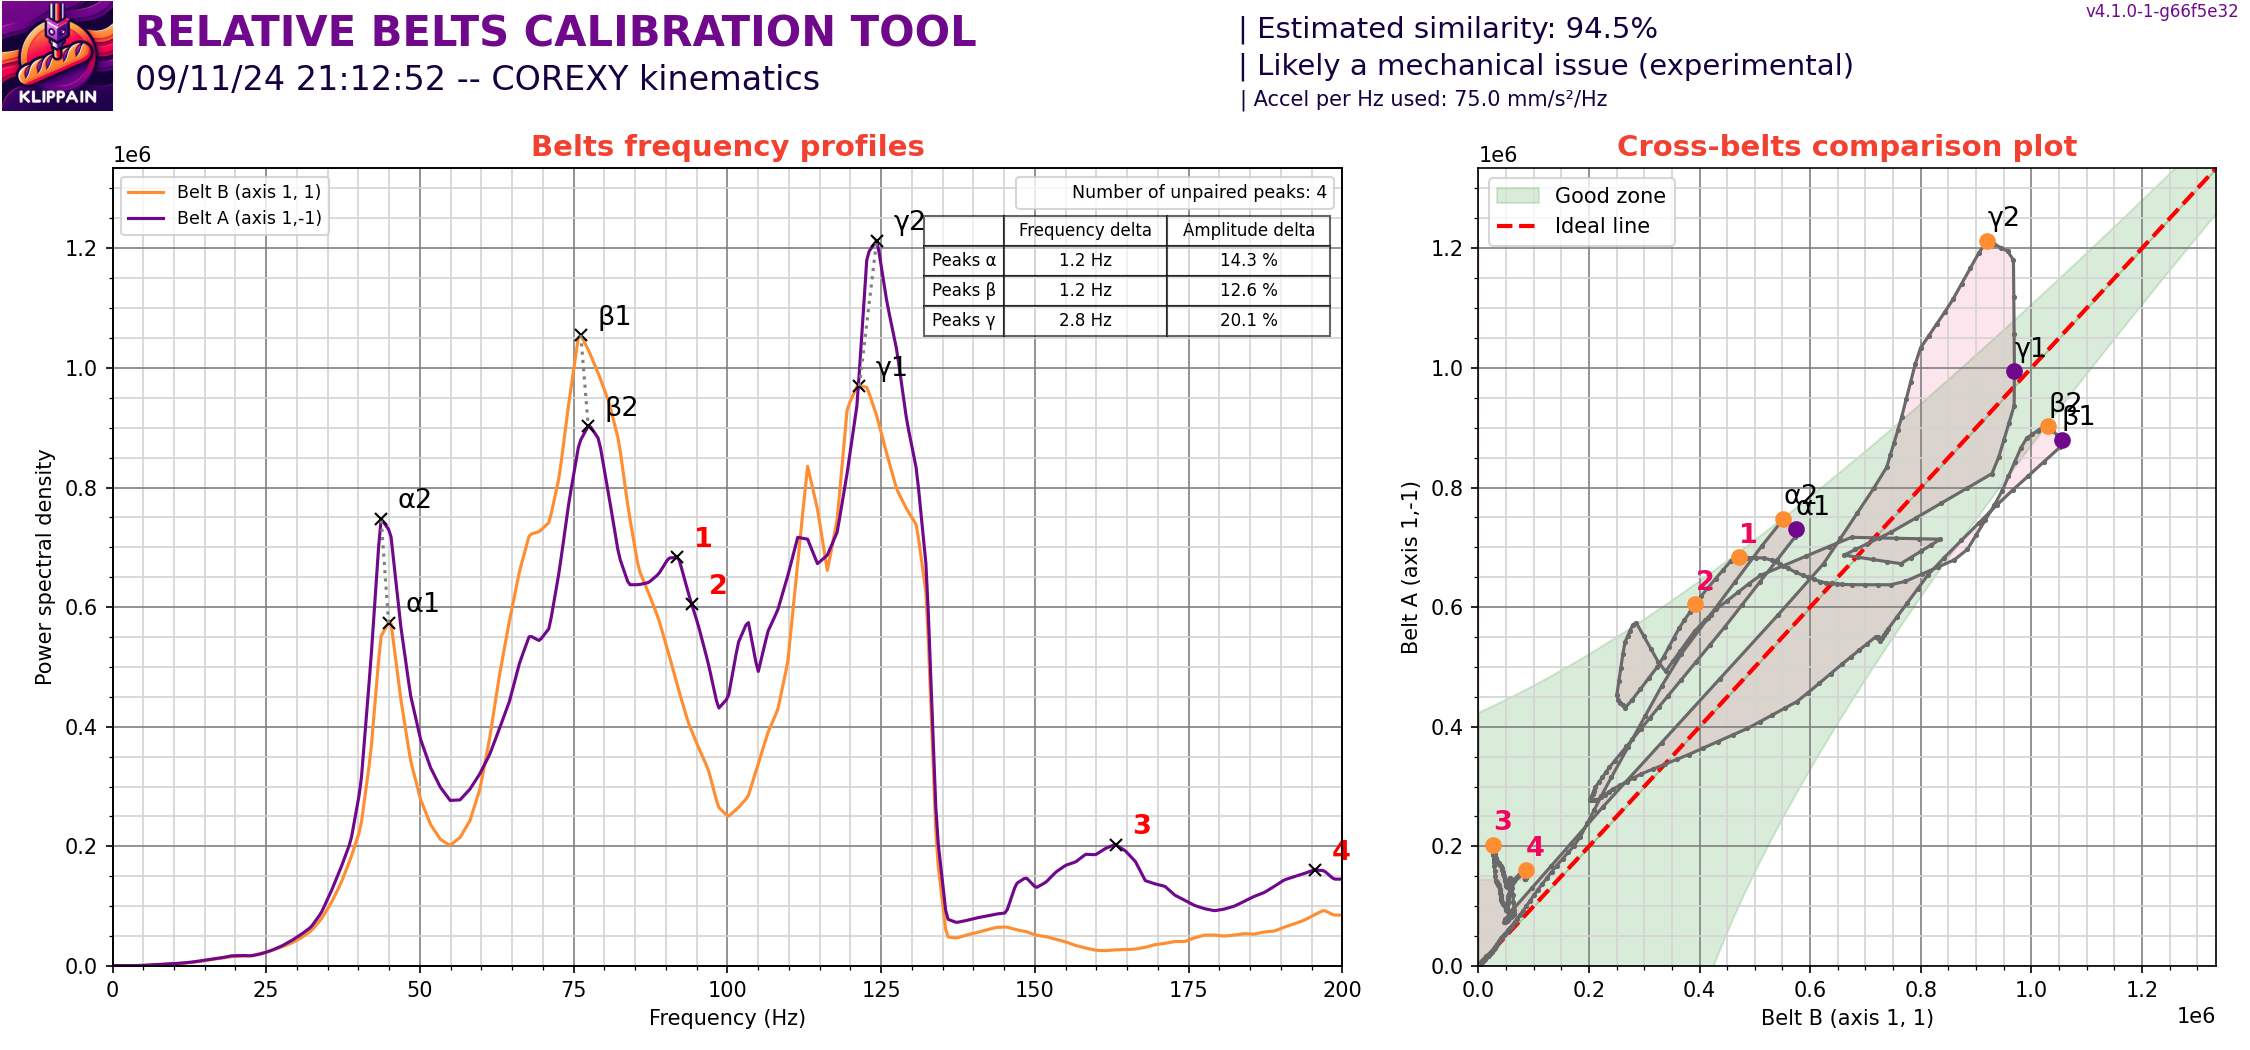 KLIPPAIN
RELATIVE BELTS CALIBRATION TOOL
09/11/24 21:12:52 -- COREXY kinematics
| Estimated similarity: 94.5%
| Likely a mechanical issue (experimental)
| Accel per Hz used: 75.0 mm/s²/Hz
v4.1.0-1-g66f5e32
Belts frequency profiles
1e6
Belt B (axis 1, 1)
Belt A (axis 1,-1)
Number of unpaired peaks: 4
Frequency delta Amplitude delta
Peaks α 1.2 Hz 14.3 %
Peaks β 1.2 Hz 12.6 %
Peaks γ 2.8 Hz 20.1 %
γ2
γ1
β1
β2
α2
α1
1
2
3
4
1.2
1.0
0.8
0.6
0.4
0.2
0.0
Power spectral density
0 25 50 75 100 125 150 175 200
Frequency (Hz)
Cross-belts comparison plot
1e6
Good zone
Ideal line
γ2
γ1
β2
β1
α2
α1
1
2
3
4
1.2
1.0
0.8
0.6
0.4
0.2
0.0
Belt A (axis 1,-1)
0.0 0.2 0.4 0.6 0.8 1.0 1.2
Belt B (axis 1, 1)
1e6